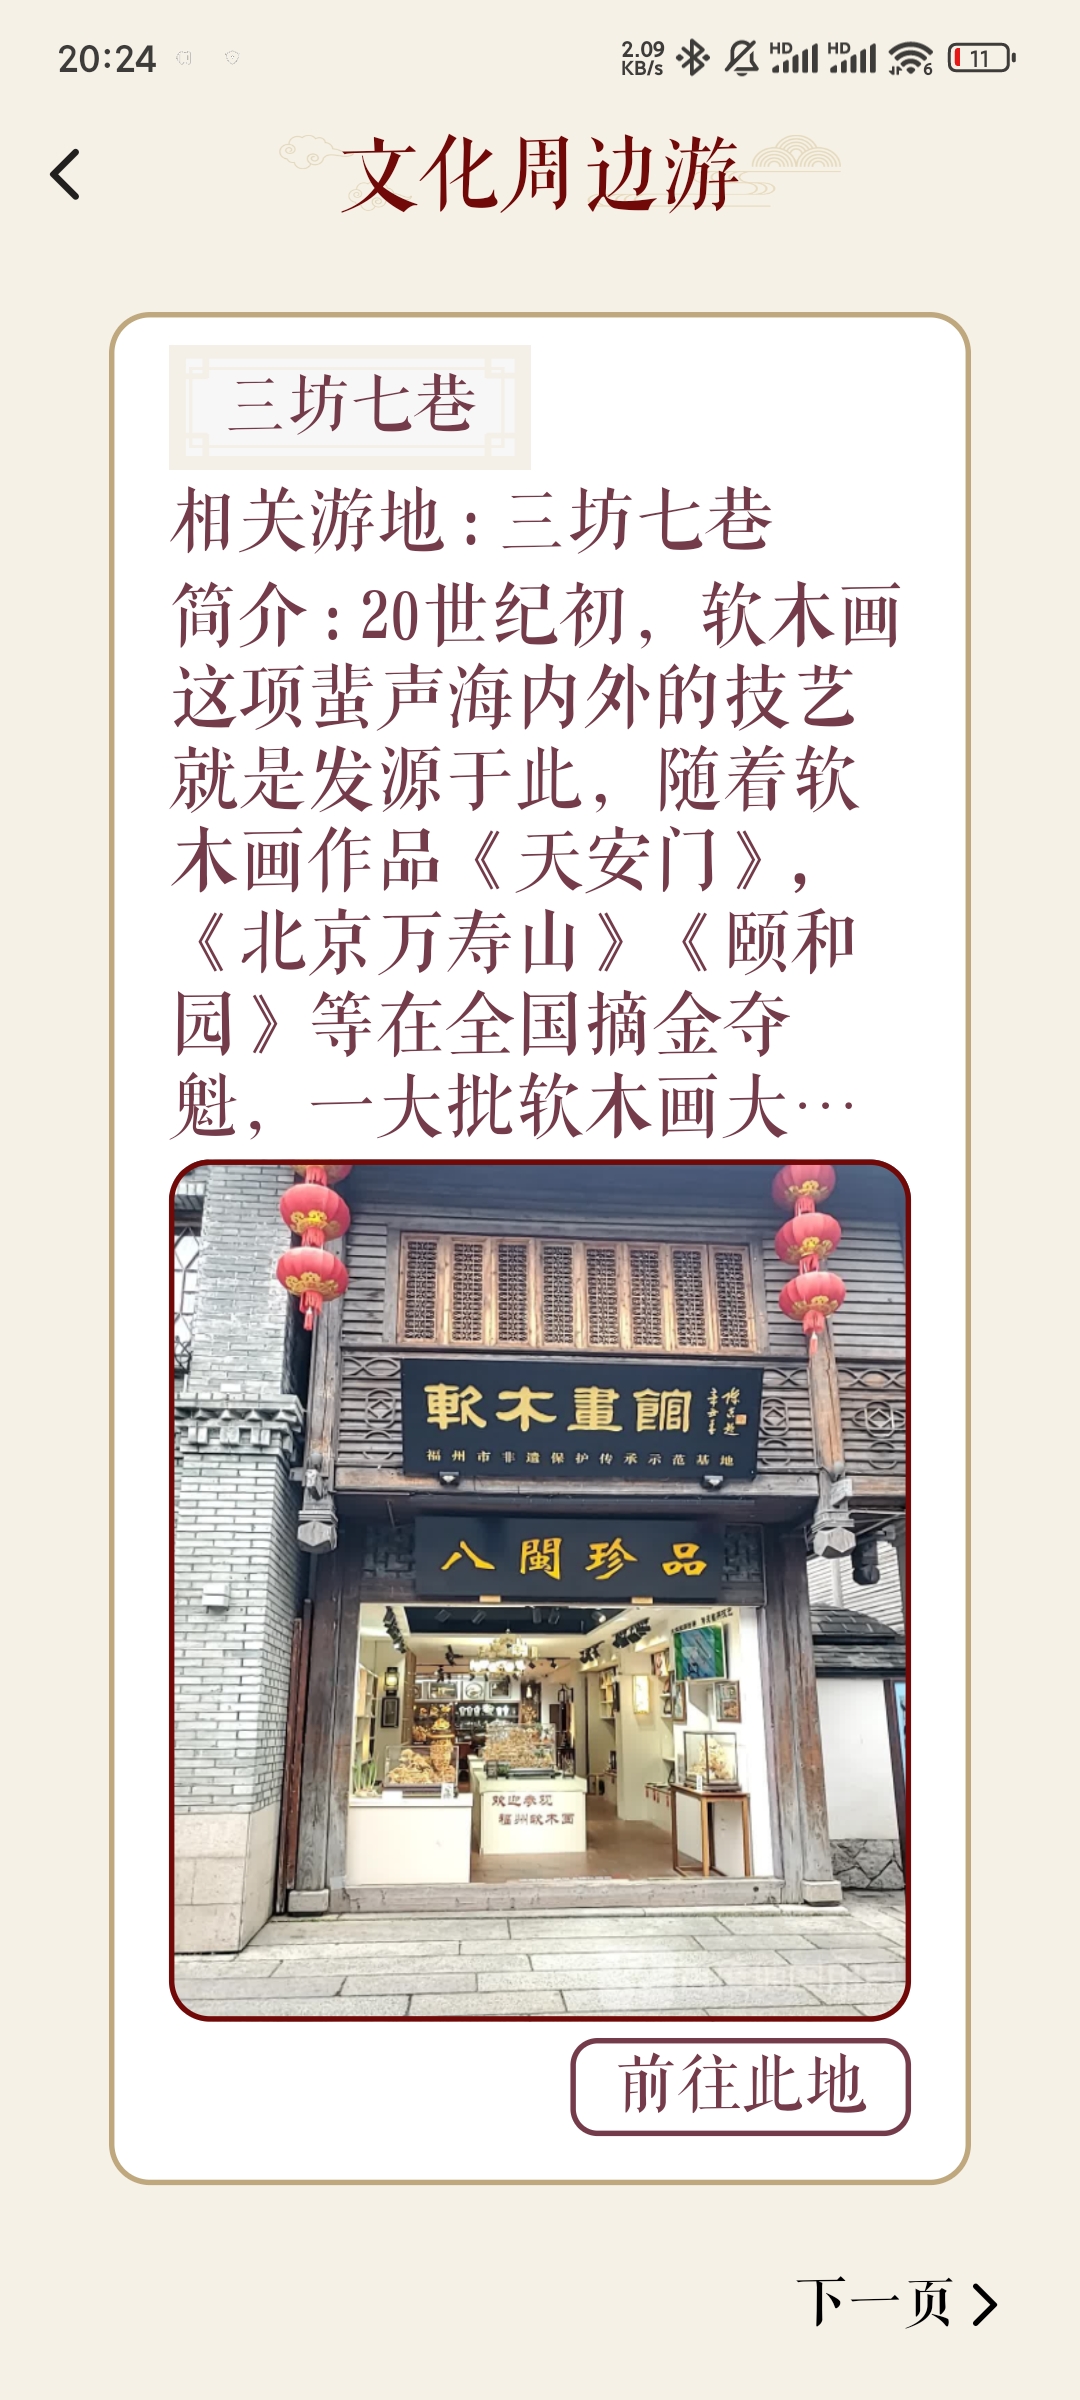 20:24
2.09
KB/s
HD
HD
6
11
文化周边游
三坊七巷
相关游地：三坊七巷
简介：20世纪初，软木画
这项蜚声海内外的技艺
就是发源于此，随着软
木画作品《天安门》，
《北京万寿山》《颐和
园》等在全国摘金夺
魁，一大批软木画大…
軟木畫館
福州市非遗保护传承示范基地
八閩珍品
欢迎参观
福州软木画
前往此地
下一页